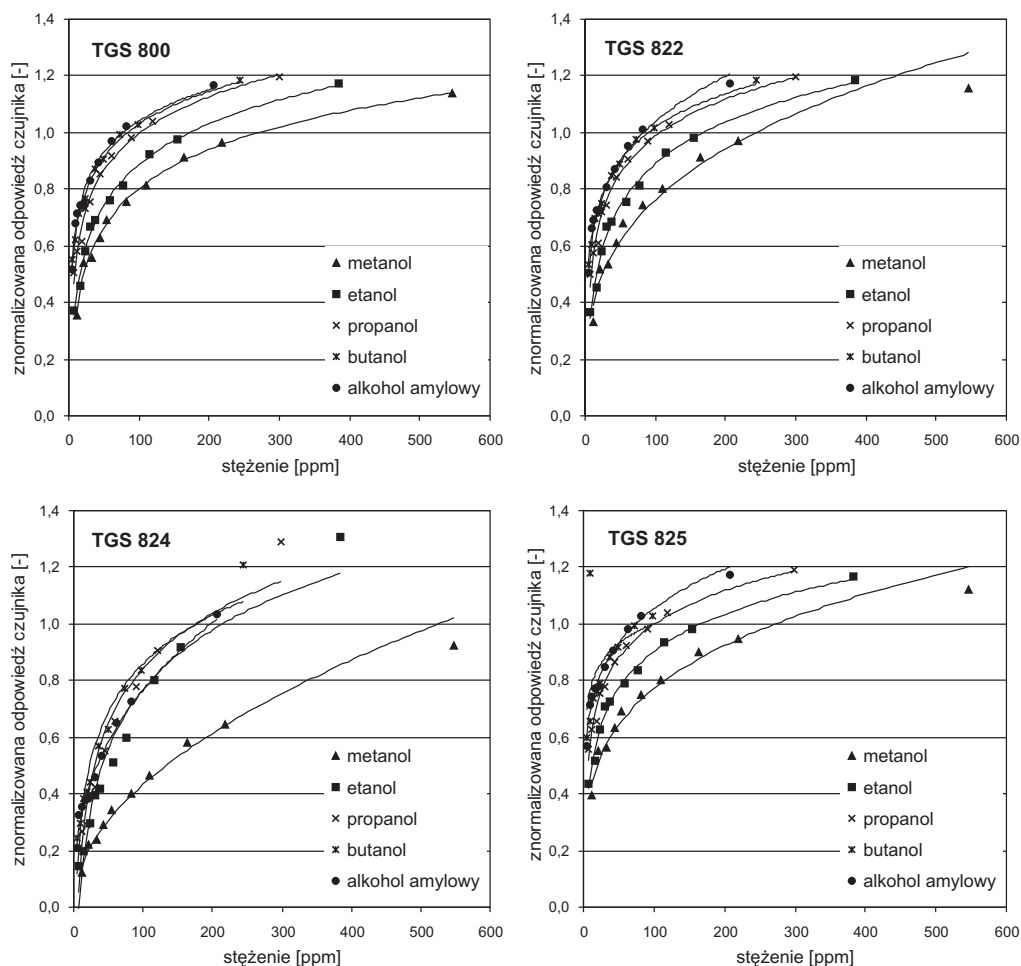 TGS 800
znormalizowana odpowiedź czujnika [-]
1,4
1,2
1,0
0,8
0,6
0,4
0,2
0,0
metanol
etanol
propanol
butanol
alkohol amylowy
0 100 200 300 400 500 600
stężenie [ppm]
TGS 822
znormalizowana odpowiedź czujnika [-]
1,4
1,2
1,0
0,8
0,6
0,4
0,2
0,0
metanol
etanol
propanol
butanol
alkohol amylowy
0 100 200 300 400 500 600
stężenie [ppm]
TGS 824
znormalizowana odpowiedź czujnika [-]
1,4
1,2
1,0
0,8
0,6
0,4
0,2
0,0
metanol
etanol
propanol
butanol
alkohol amylowy
0 100 200 300 400 500 600
stężenie [ppm]
TGS 825
znormalizowana odpowiedź czujnika [-]
1,4
1,2
1,0
0,8
0,6
0,4
0,2
0,0
metanol
etanol
propanol
butanol
alkohol amylowy
0 100 200 300 400 500 600
stężenie [ppm]